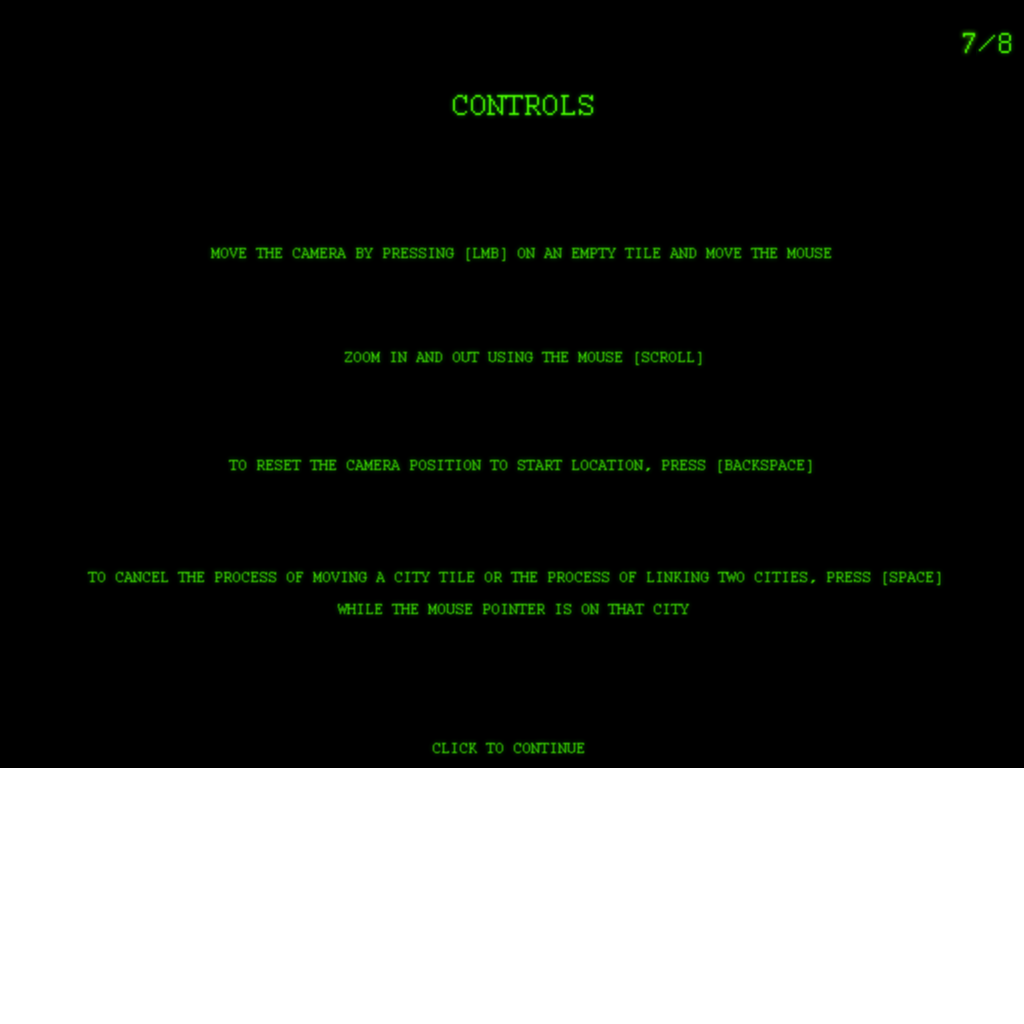 7/8
CONTROLS
MOVE THE CAMERA BY PRESSING [LMB] ON AN EMPTY TILE AND MOVE THE MOUSE
ZOOM IN AND OUT USING THE MOUSE [SCROLL]
TO RESET THE CAMERA POSITION TO START LOCATION, PRESS [BACKSPACE]
TO CANCEL THE PROCESS OF MOVING A CITY TILE OR THE PROCESS OF LINKING TWO CITIES, PRESS [SPACE]
WHILE THE MOUSE POINTER IS ON THAT CITY
CLICK TO CONTINUE